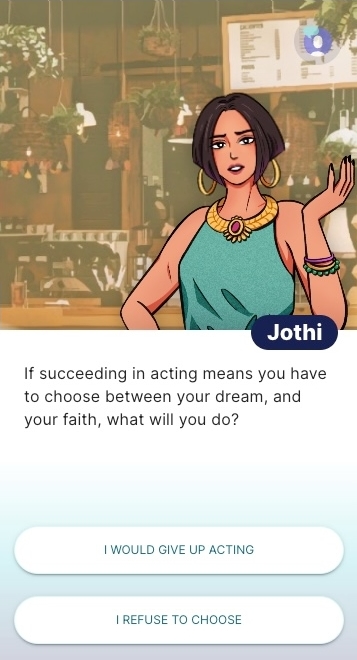 Jothi
If succeeding in acting means you have
to choose between your dream, and
your faith, what will you do?
I WOULD GIVE UP ACTING
I REFUSE TO CHOOSE